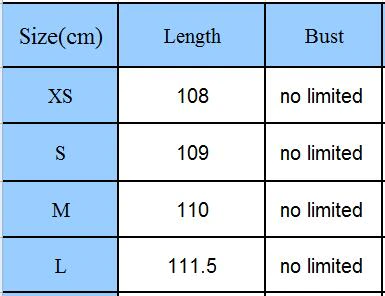 Size(cm) Length Bust
XS 108 no limited
S 109 no limited
M 110 no limited
L 111.5 no limited